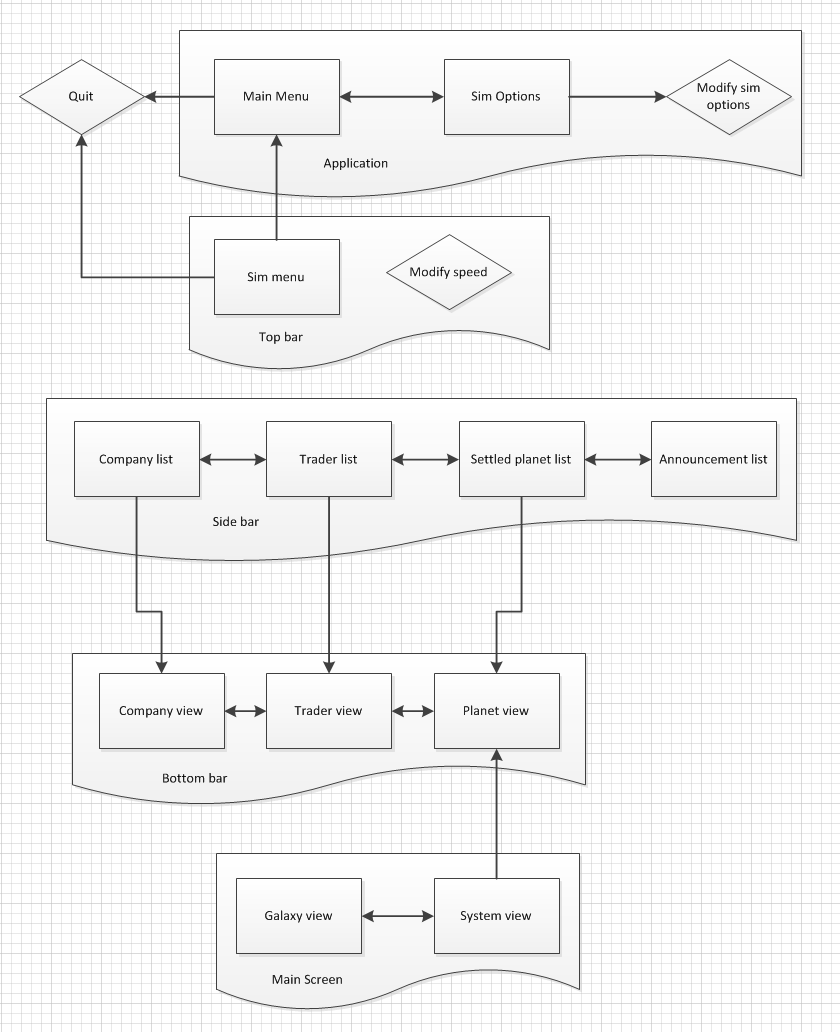 Quit
Main Menu
Sim Options
Modify sim
options
Application
Sim menu
Modify speed
Top bar
Company list
Trader list
Settled planet list
Announcement list
Side bar
Company view
Trader view
Planet view
Bottom bar
Galaxy view
System view
Main Screen